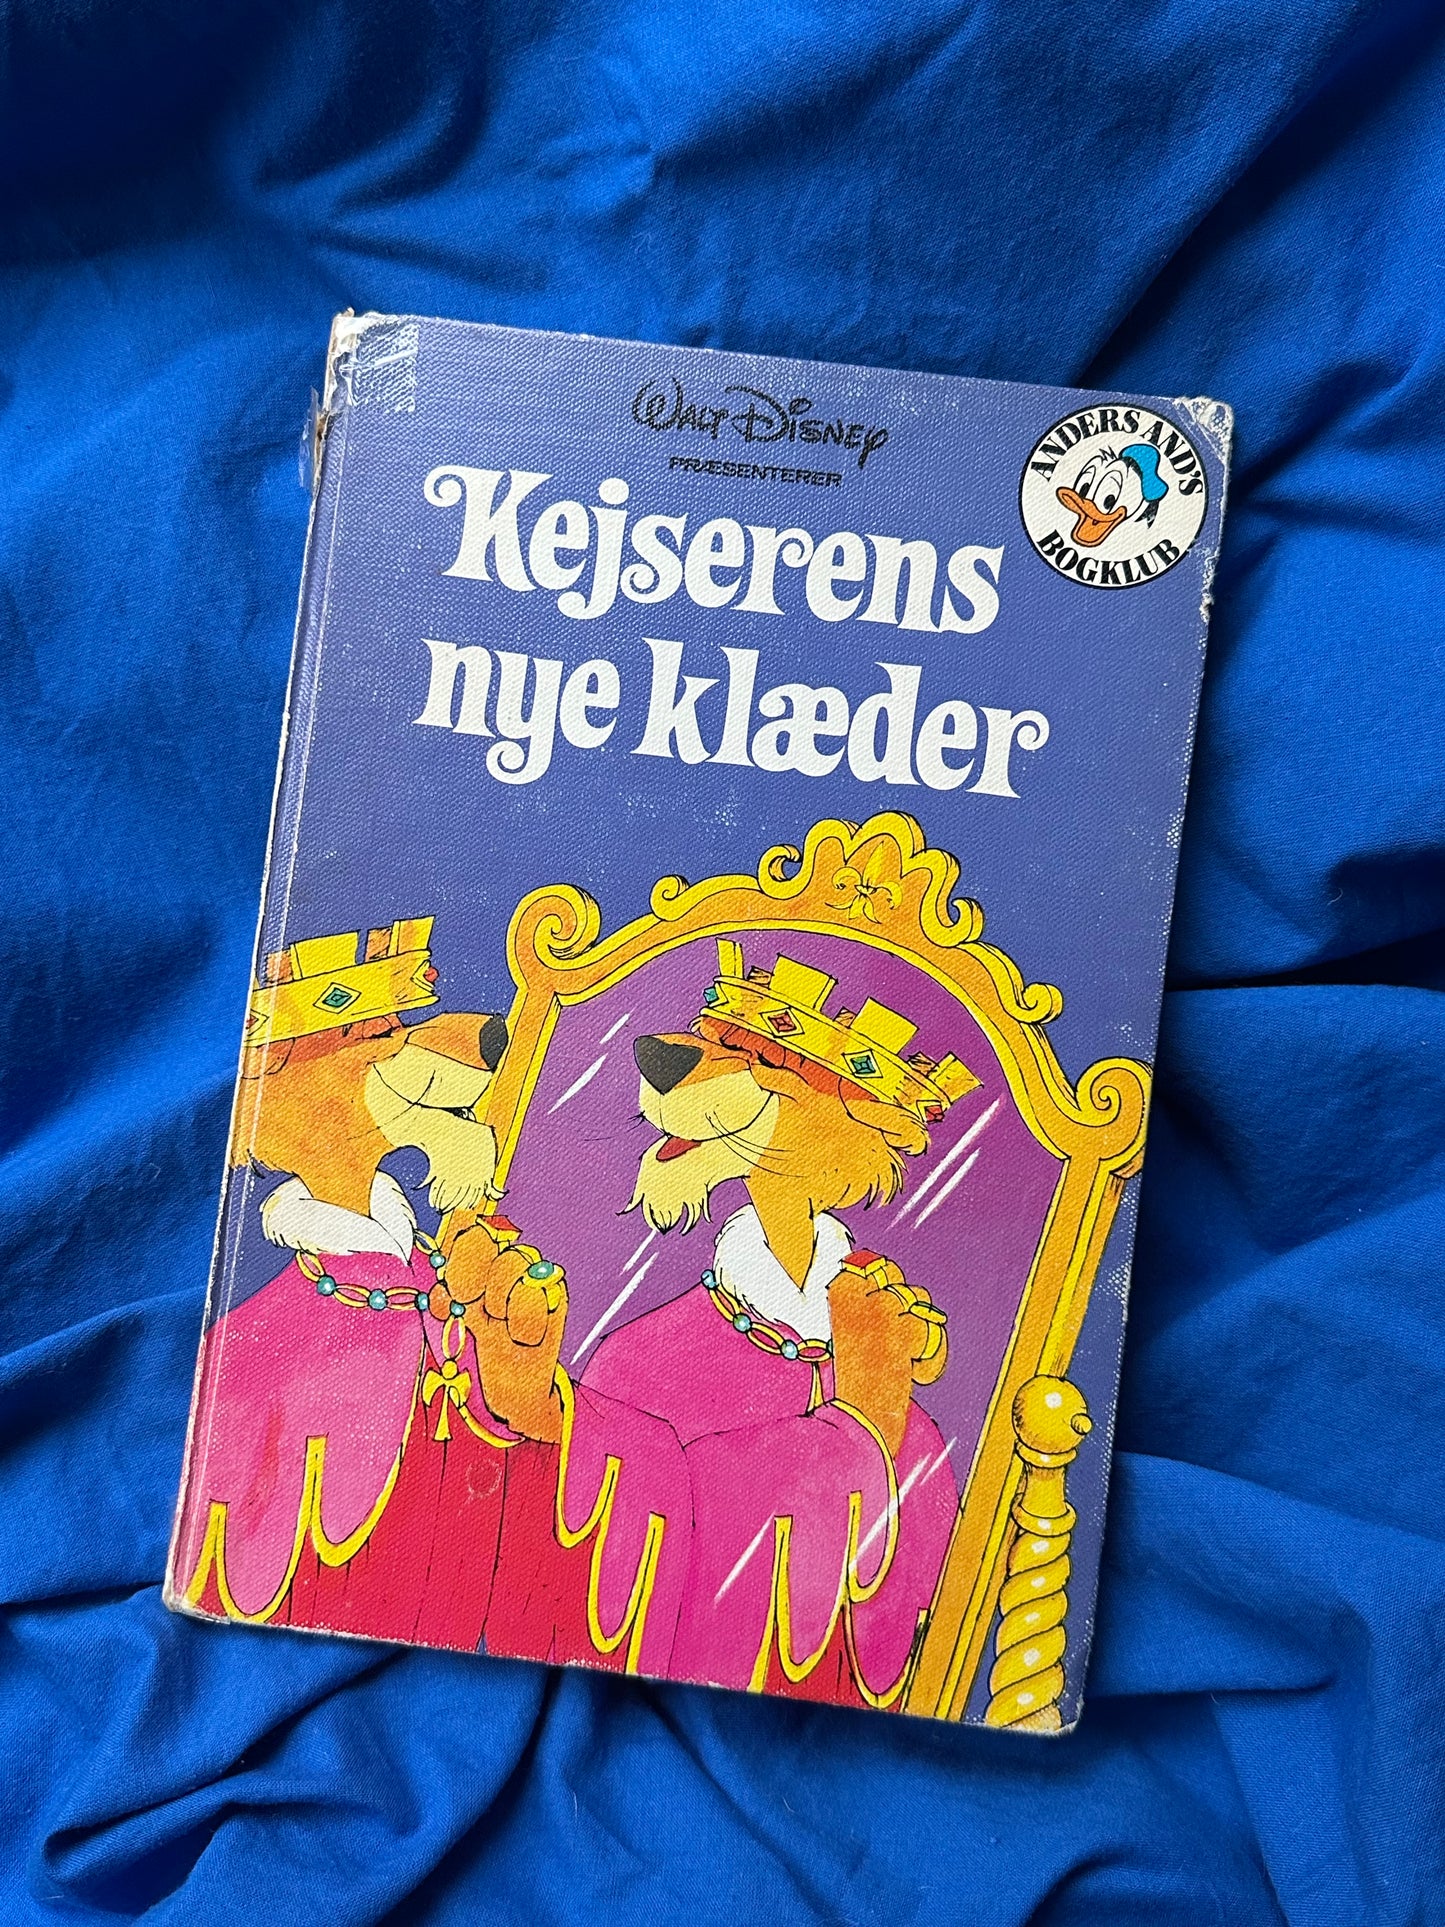 Walt Disney
PRÆSENTERER
Kejserens
nye klæder
ANDERS AND'S
BOGKLUB